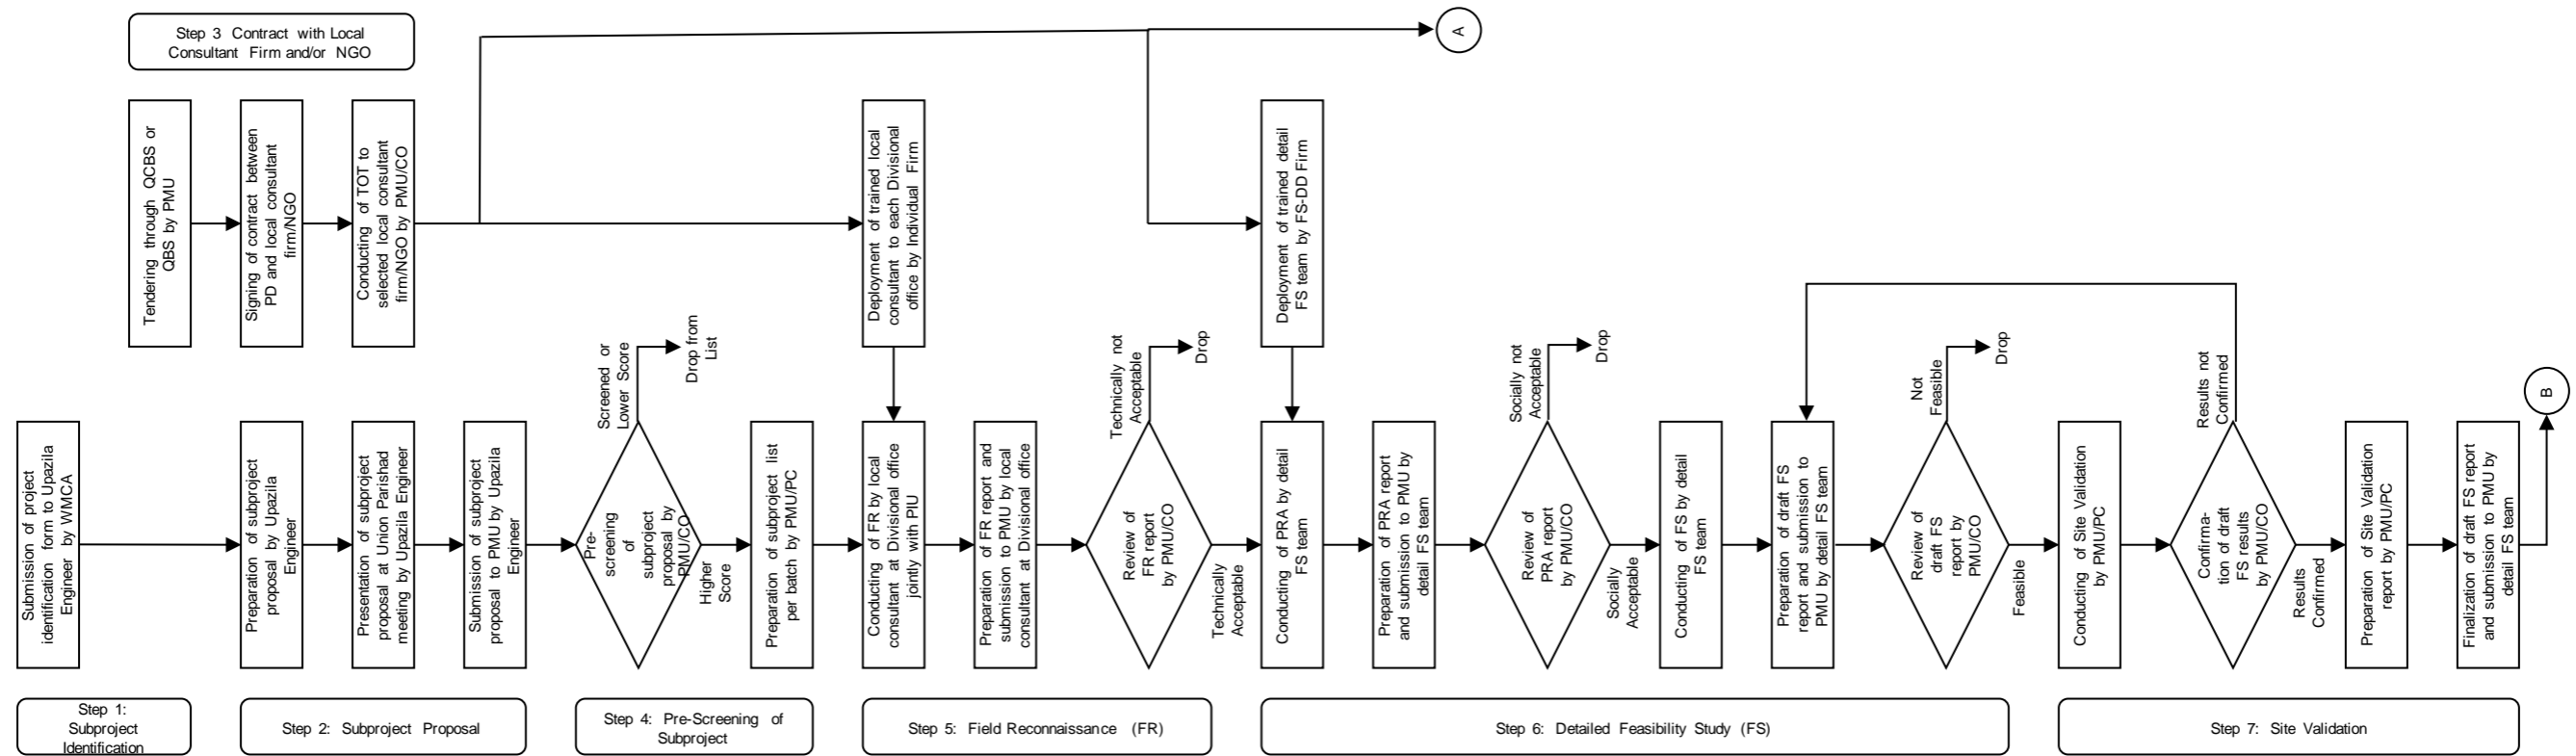 Step 3 Contract with Local
Consultant Firm and/or NGO
A
Tendering through QCBS or
QBS by PMU
Signing of contract between
PD and local consultant
firm/NGO
Conducting of TOT to
selected local consultant
firm/NGO by PMU/CO
Deployment of trained local
consultant to each Divisional
office by Individual Firm
Deployment of trained detail
FS team by FS-DD Firm
Screened or
Lower Score
Drop from
List
Technically not
Acceptable
Drop
Socially not
Acceptable
Drop
Not
Feasible
Drop
Results not
Confirmed
B
Submission of project
identification form to Upazila
Engineer by WMCA
Preparation of subproject
proposal by Upazila
Engineer
Presentation of subproject
proposal at Union Parishad
meeting by Upazila Engineer
Submission of subproject
proposal to PMU by Upazila
Engineer
Pre-
screening
of
subproject
proposal by
PMU/CO
Higher
Score
Preparation of subproject list
per batch by PMU/PC
Conducting of FR by local
consultant at Divisional office
jointly with PIU
Preparation of FR report and
submission to PMU by local
consultant at Divisional office
Review of
FR report
by PMU/CO
Technically
Acceptable
Conducting of PRA by detail
FS team
Preparation of PRA report
and submission to PMU by
detail FS team
Review of
PRA report
by PMU/CO
Socially
Acceptable
Conducting of FS by detail
FS team
Preparation of draft FS
report and submission to
PMU by detail FS team
Review of
draft FS
report by
PMU/CO
Feasible
Conducting of Site Validation
by PMU/PC
Confirma-
tion of draft
FS results
by PMU/CO
Results
Confirmed
Preparation of Site Validation
report by PMU/PC
Finalization of draft FS report
and submission to PMU by
detail FS team
Step 1:
Subproject
Identification
Step 2: Subproject Proposal
Step 4: Pre-Screening of
Subproject
Step 5: Field Reconnaissance (FR)
Step 6: Detailed Feasibility Study (FS)
Step 7: Site Validation